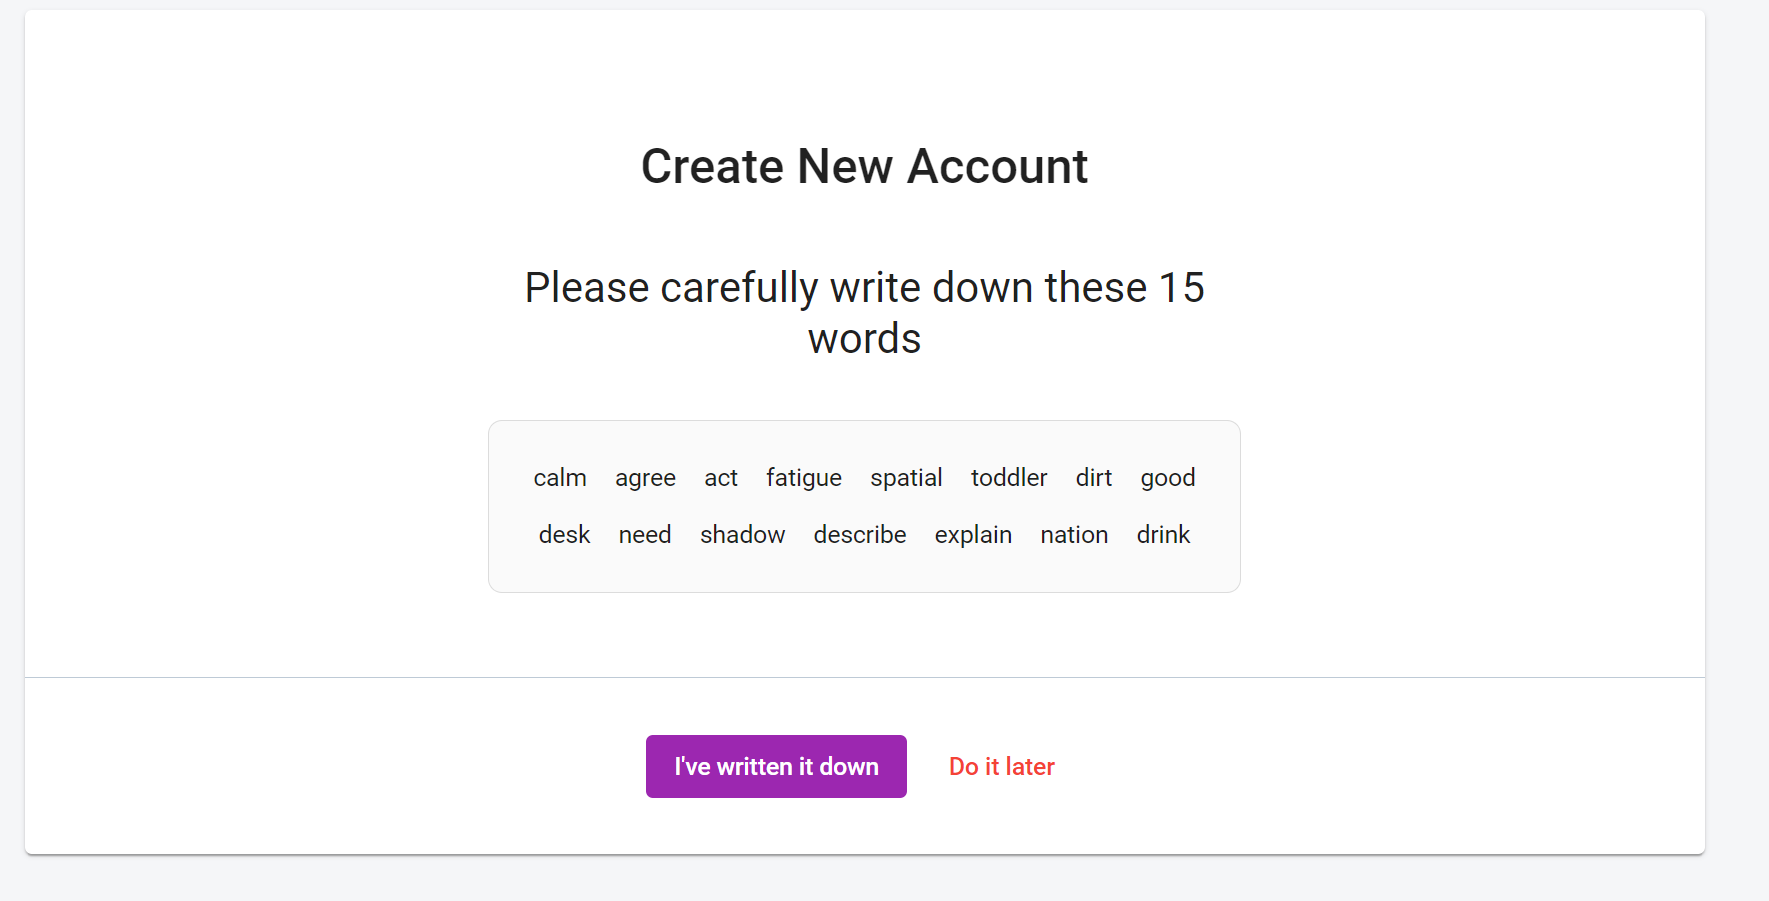 Create New Account
Please carefully write down these 15
words
calm agree act fatigue spatial toddler dirt good
desk need shadow describe explain nation drink
I've written it down Do it later